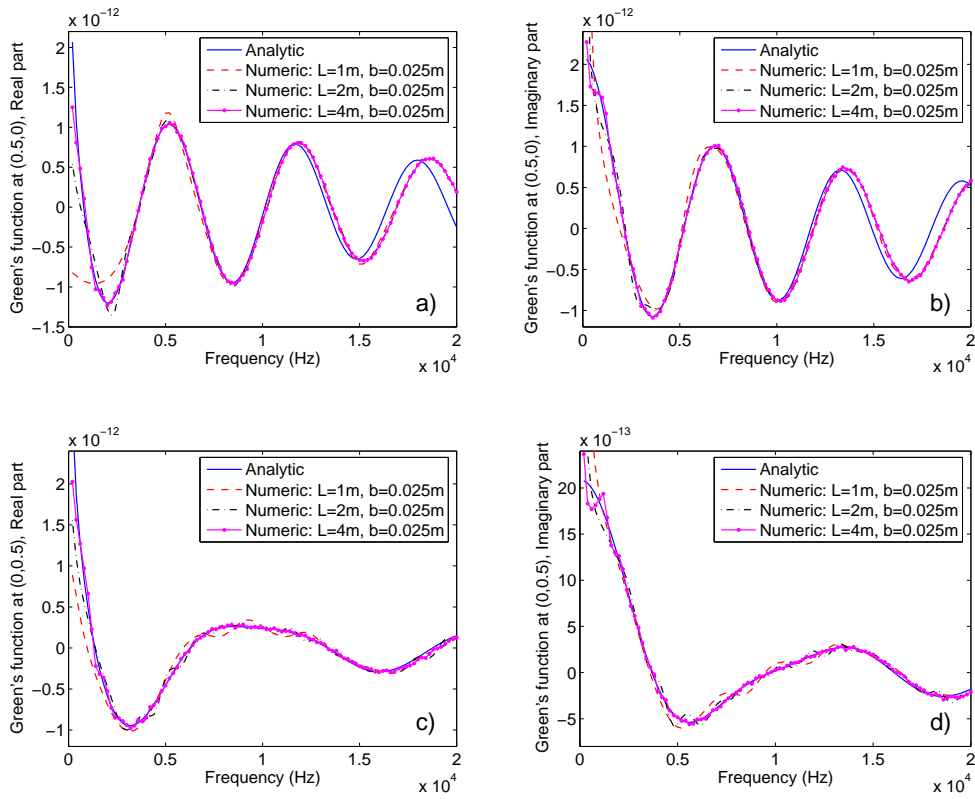 x 10⁻¹²
2
1.5
1
0.5
0
−0.5
−1
−1.5
Green's function at (0.5,0), Real part
Analytic
Numeric: L=1m, b=0.025m
Numeric: L=2m, b=0.025m
Numeric: L=4m, b=0.025m
a)
0 0.5 1 1.5 2
Frequency (Hz)
x 10⁴
x 10⁻¹²
2
1.5
1
0.5
0
−0.5
−1
Green's function at (0.5,0), Imaginary part
Analytic
Numeric: L=1m, b=0.025m
Numeric: L=2m, b=0.025m
Numeric: L=4m, b=0.025m
b)
0 0.5 1 1.5 2
Frequency (Hz)
x 10⁴
x 10⁻¹²
2
1.5
1
0.5
0
−0.5
−1
Green's function at (0,0.5), Real part
Analytic
Numeric: L=1m, b=0.025m
Numeric: L=2m, b=0.025m
Numeric: L=4m, b=0.025m
c)
0 0.5 1 1.5 2
Frequency (Hz)
x 10⁴
x 10⁻¹³
20
15
10
5
0
−5
Green's function at (0,0.5), Imaginary part
Analytic
Numeric: L=1m, b=0.025m
Numeric: L=2m, b=0.025m
Numeric: L=4m, b=0.025m
d)
0 0.5 1 1.5 2
Frequency (Hz)
x 10⁴